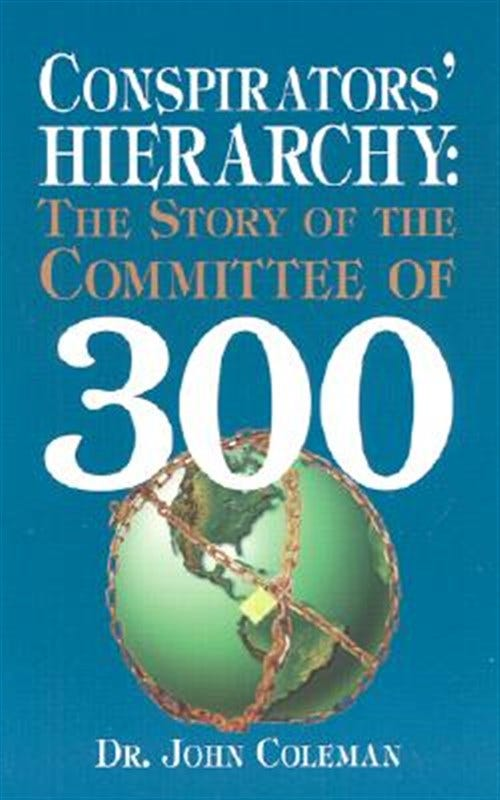 CONSPIRATORS'
HIERARCHY:
THE STORY OF THE
COMMITTEE OF
300
DR. JOHN COLEMAN